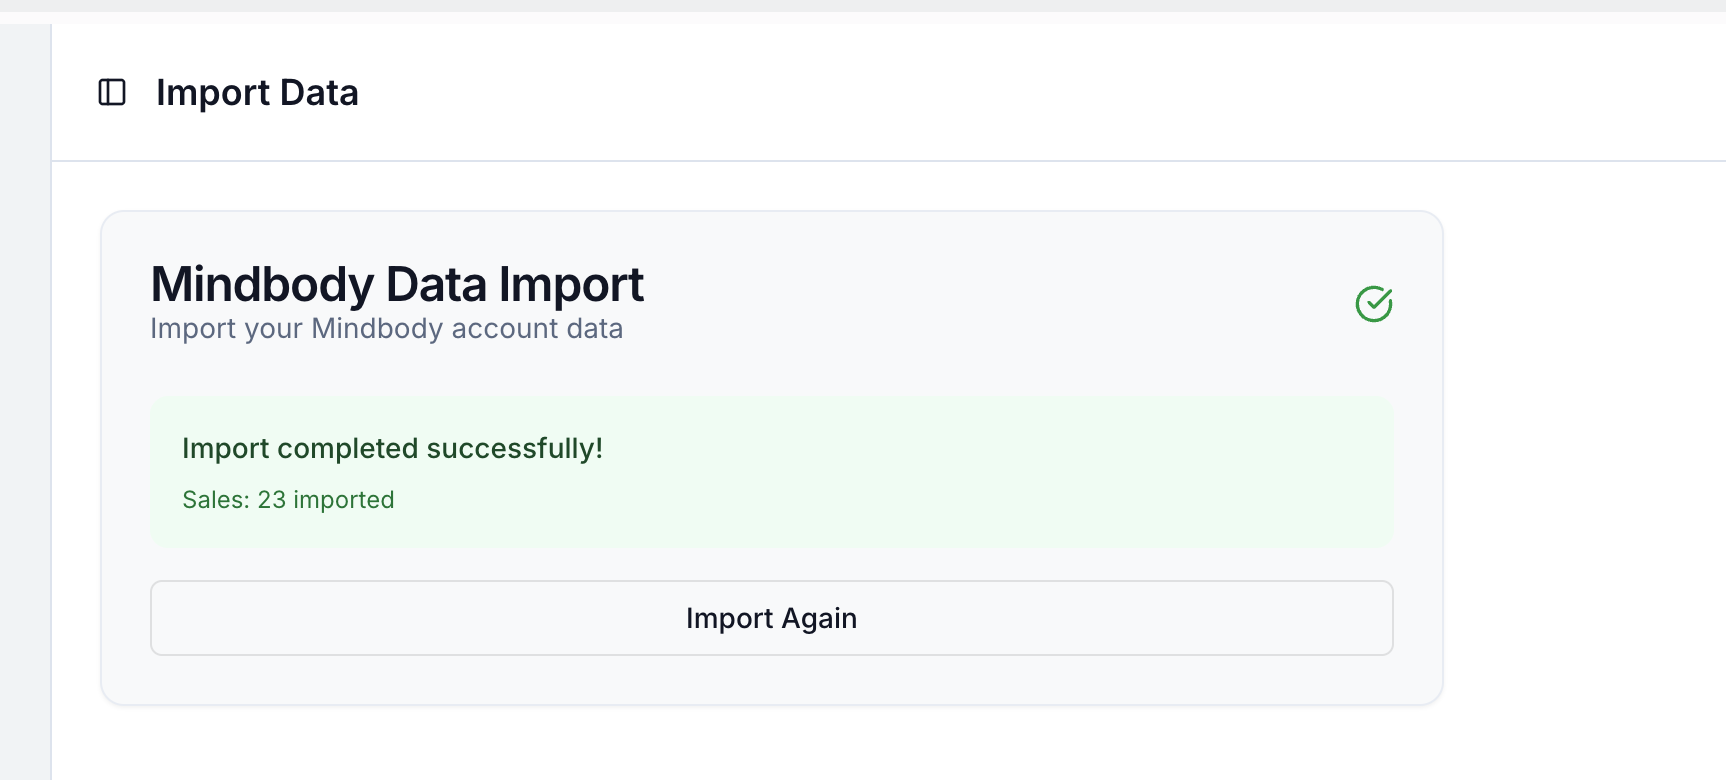 Import Data
Mindbody Data Import
Import your Mindbody account data
Import completed successfully!
Sales: 23 imported
Import Again